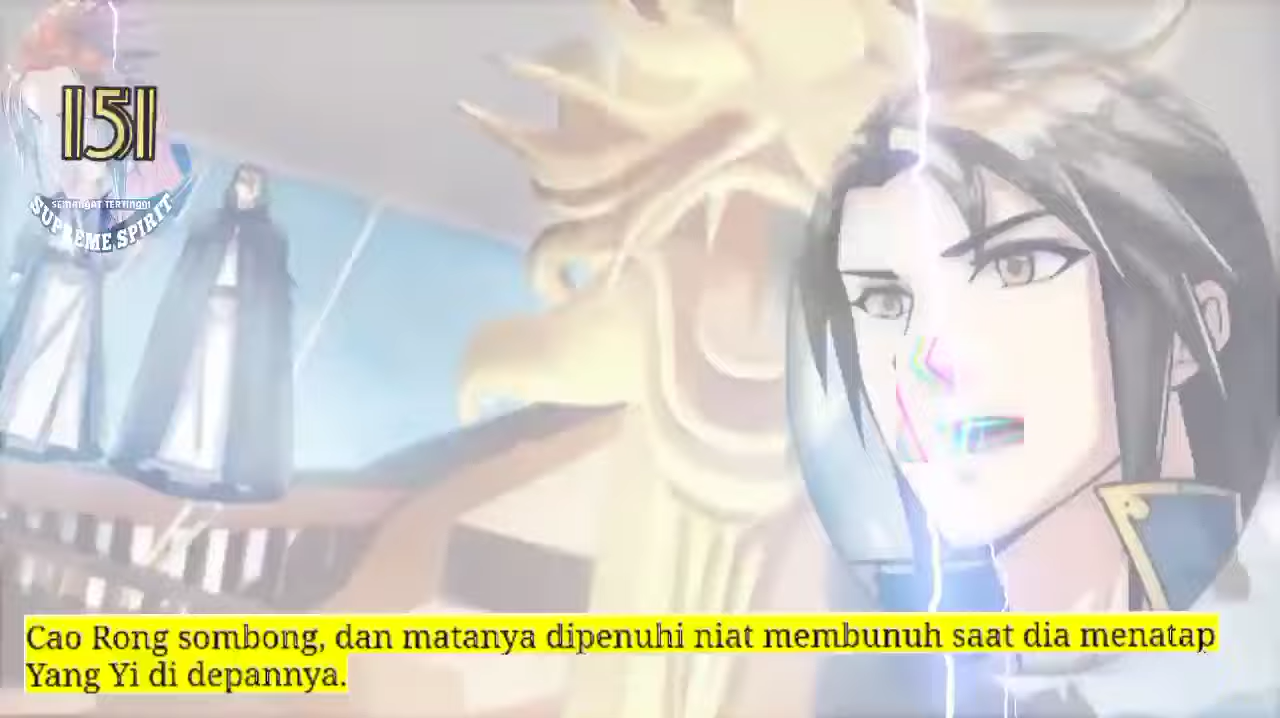 151
SEMANGAT TERTINGGI
SUPREME SPIRIT
Cao Rong sombong, dan matanya dipenuhi niat membunuh saat dia menatap
Yang Yi di depannya.